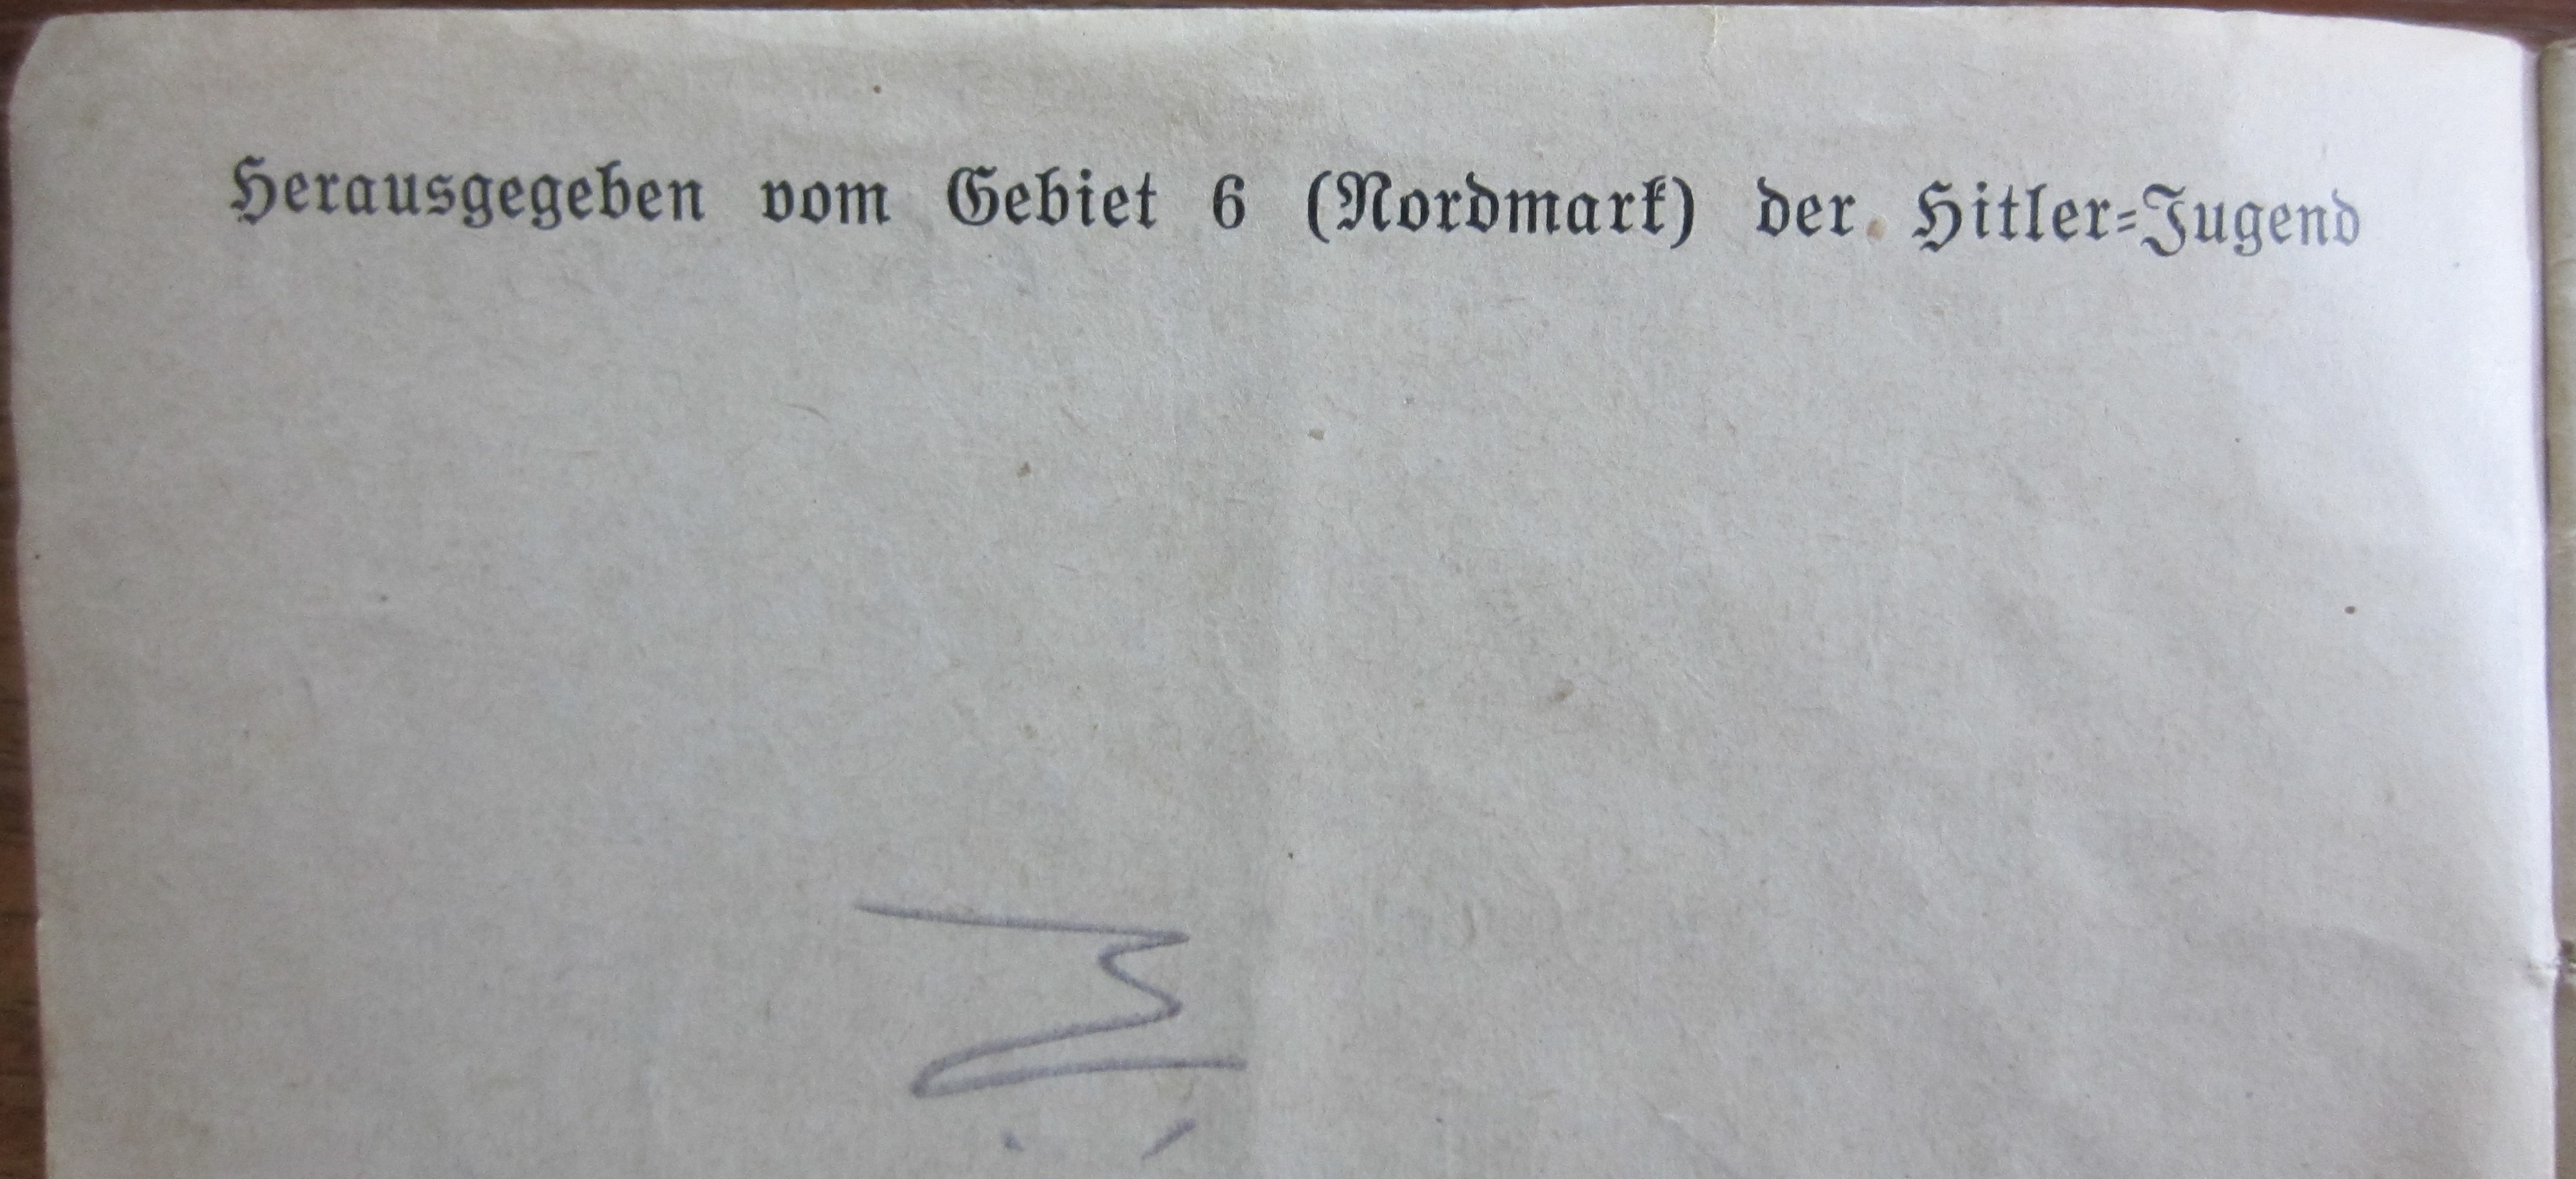 Herausgegeben vom Gebiet 6 (Nordmark) der Hitler-Jugend